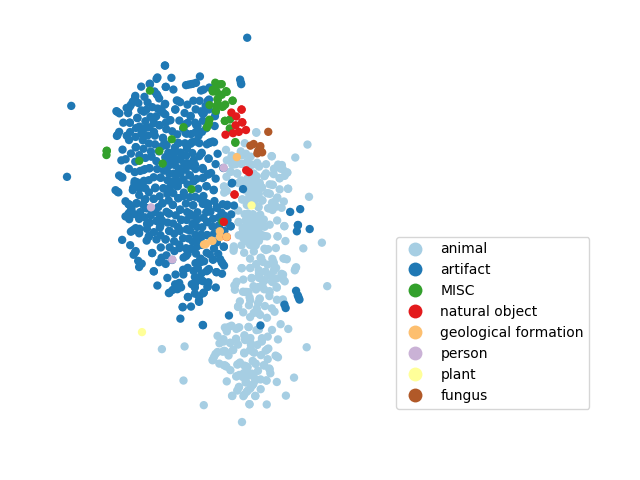 animal
artifact
MISC
natural object
geological formation
person
plant
fungus